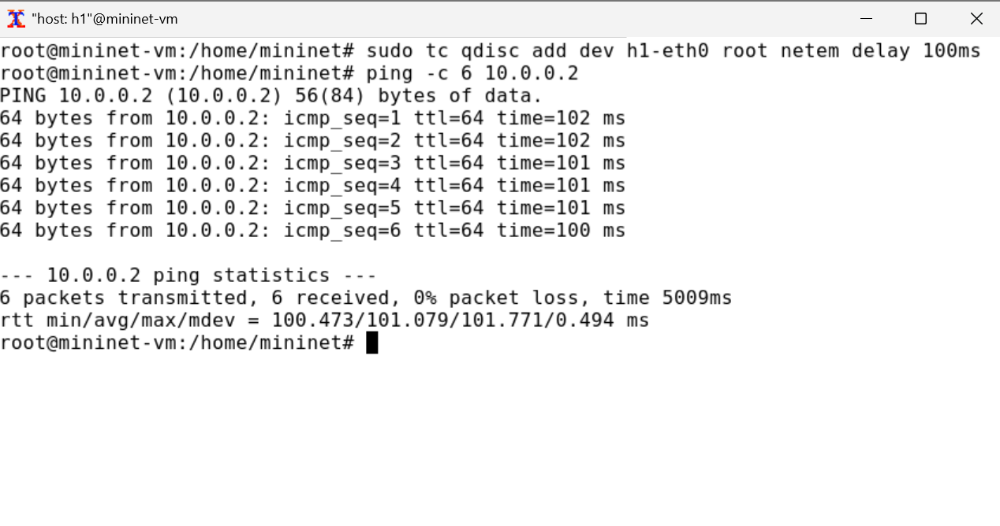 "host: h1"@mininet-vm
root@mininet-vm:/home/mininet# sudo tc qdisc add dev h1-eth0 root netem delay 100ms
root@mininet-vm:/home/mininet# ping -c 6 10.0.0.2
PING 10.0.0.2 (10.0.0.2) 56(84) bytes of data.
64 bytes from 10.0.0.2: icmp_seq=1 ttl=64 time=102 ms
64 bytes from 10.0.0.2: icmp_seq=2 ttl=64 time=102 ms
64 bytes from 10.0.0.2: icmp_seq=3 ttl=64 time=101 ms
64 bytes from 10.0.0.2: icmp_seq=4 ttl=64 time=101 ms
64 bytes from 10.0.0.2: icmp_seq=5 ttl=64 time=101 ms
64 bytes from 10.0.0.2: icmp_seq=6 ttl=64 time=100 ms
--- 10.0.0.2 ping statistics ---
6 packets transmitted, 6 received, 0% packet loss, time 5009ms
rtt min/avg/max/mdev = 100.473/101.079/101.771/0.494 ms
root@mininet-vm:/home/mininet#